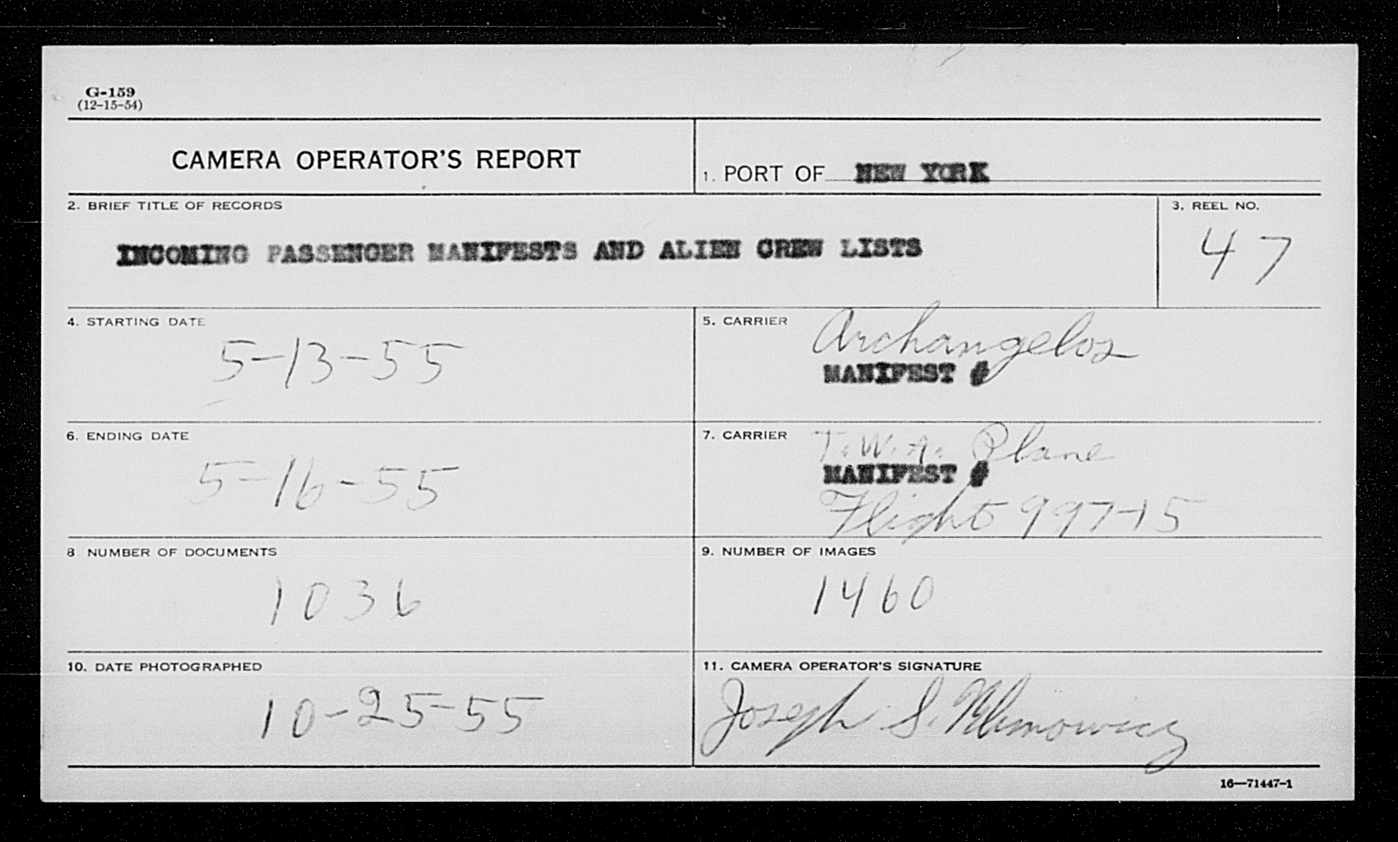 G-159
(12-15-54)
CAMERA OPERATOR'S REPORT
1. PORT OF NEW YORK
2. BRIEF TITLE OF RECORDS
INCOMING PASSENGER MANIFESTS AND ALIEN CREW LISTS
3. REEL NO.
47
4. STARTING DATE
5-13-55
5. CARRIER Archangelos
MANIFEST #
6. ENDING DATE
5-16-55
7. CARRIER T.W.A. Plane
MANIFEST #
Flight 997-15
8 NUMBER OF DOCUMENTS
1036
9. NUMBER OF IMAGES
1460
10. DATE PHOTOGRAPHED
10-25-55
11. CAMERA OPERATOR'S SIGNATURE
Joseph S.
16—71447-1